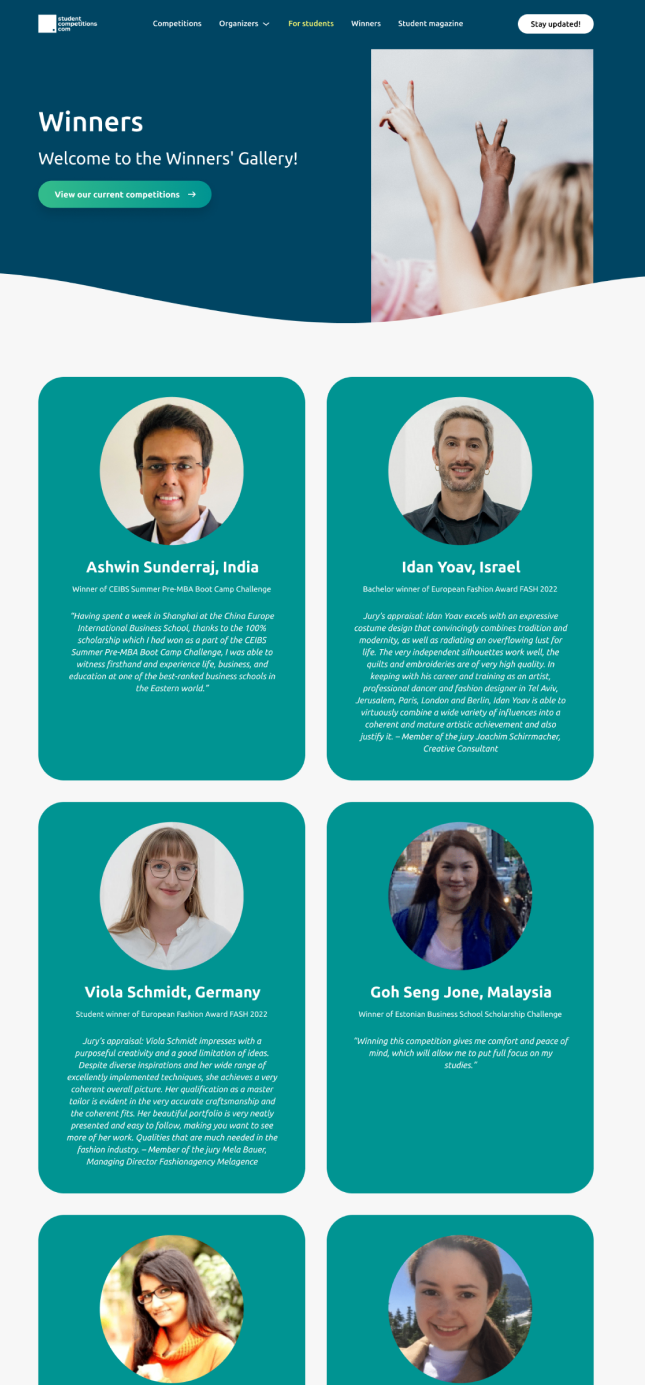 student
competitions
com
Competitions
Organizers
For students
Winners
Student magazine
Stay updated!
Winners
Welcome to the Winners' Gallery!
View our current competitions
Ashwin Sunderraj, India
Winner of CEIBS Summer Pre-MBA Boot Camp Challenge
"Having spent a week in Shanghai at the China Europe
International Business School, thanks to the 100%
scholarship which I had won as a part of the CEIBS
Summer Pre-MBA Boot Camp Challenge, I was able to
witness firsthand and experience life, business, and
education at one of the best-ranked business schools in
the Eastern world."
Idan Yoav, Israel
Bachelor winner of European Fashion Award FASH 2022
Jury's appraisal: Idan Yoav excels with an expressive
costume design that convincingly combines tradition and
modernity, as well as radiating an overflowing lust for
life. The very independent silhouettes work well, the
quilts and embroideries are of very high quality. In
keeping with his career and training as an artist,
professional dancer and fashion designer in Tel Aviv,
Jerusalem, Paris, London and Berlin, Idan Yoav is able to
virtuously combine a wide variety of influences into a
coherent and mature artistic achievement and also
justify it. – Member of the jury Joachim Schirrmacher,
Creative Consultant
Viola Schmidt, Germany
Student winner of European Fashion Award FASH 2022
Jury's appraisal: Viola Schmidt impresses with a
purposeful creativity and a good limitation of ideas.
Despite diverse inspirations and her wide range of
excellently implemented techniques, she achieves a very
coherent overall picture. Her qualification as a master
tailor is evident in the very accurate craftsmanship and
the coherent fits. Her beautiful portfolio is very neatly
presented and easy to follow, making you want to see
more of her work. Qualities that are much needed in the
fashion industry. – Member of the jury Mela Bauer,
Managing Director Fashionagency Melagence
Goh Seng Jone, Malaysia
Winner of Estonian Business School Scholarship Challenge
"Winning this competition gives me comfort and peace of
mind, which will allow me to put full focus on my
studies."